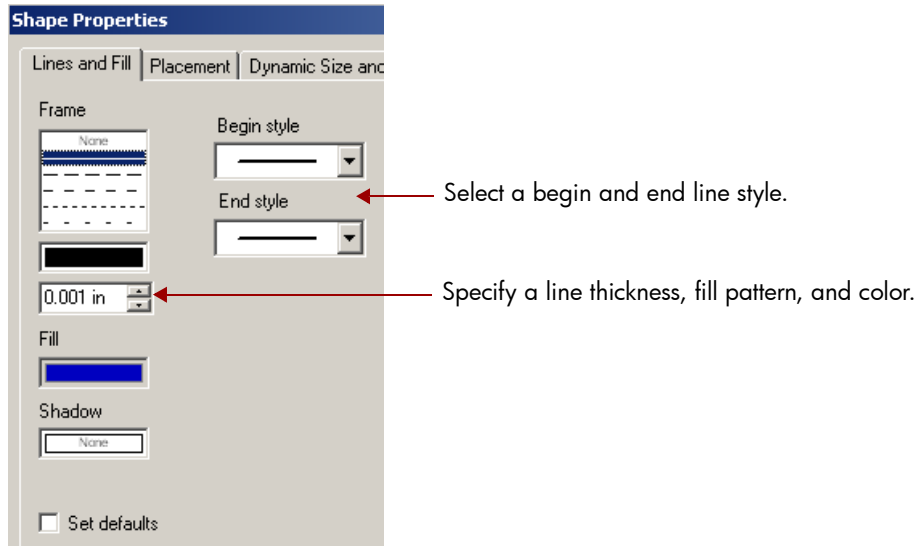 Shape Properties
Lines and Fill
Placement
Dynamic Size and
Frame
None
Begin style
Select a begin and end line style.
End style
0.001 in
Specify a line thickness, fill pattern, and color.
Fill
Shadow
None
Set defaults